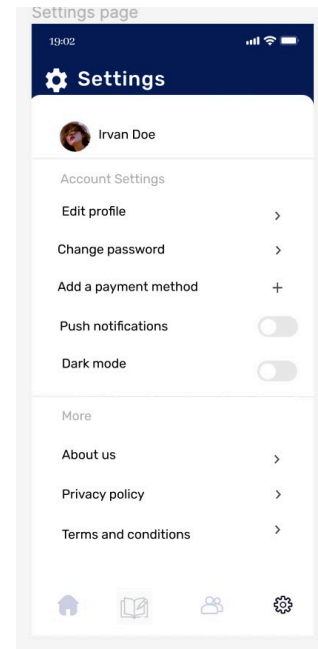 Settings page
19:02
Settings
Irvan Doe
Account Settings
Edit profile
Change password
Add a payment method
Push notifications
Dark mode
More
About us
Privacy policy
Terms and conditions